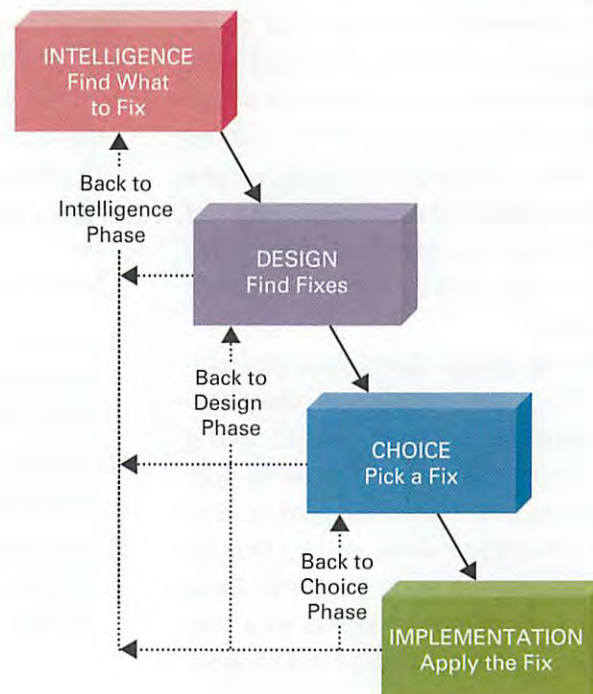 INTELLIGENCE
Find What
to Fix
Back to
Intelligence
Phase
DESIGN
Find Fixes
Back to
Design
Phase
CHOICE
Pick a Fix
Back to
Choice
Phase
IMPLEMENTATION
Apply the Fix